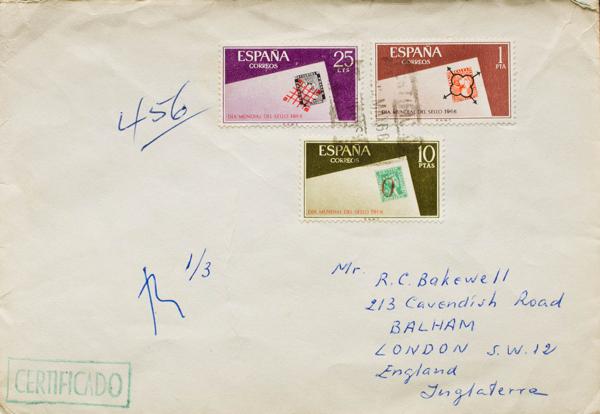 ESPAÑA 25
CORREOS CTS
DIA MUNDIAL DEL SELLO 1966
ESPAÑA 1
CORREOS PTA
DIA MUNDIAL DEL SELLO 1966
456
ESPAÑA 10
CORREOS PTAS
DIA MUNDIAL DEL SELLO 1966
1/3
R
Mr. R.C. Bakewell
213 Cavendish Road
BALHAM
LONDON S.W.12
England
Inglaterra
CERTIFICADO